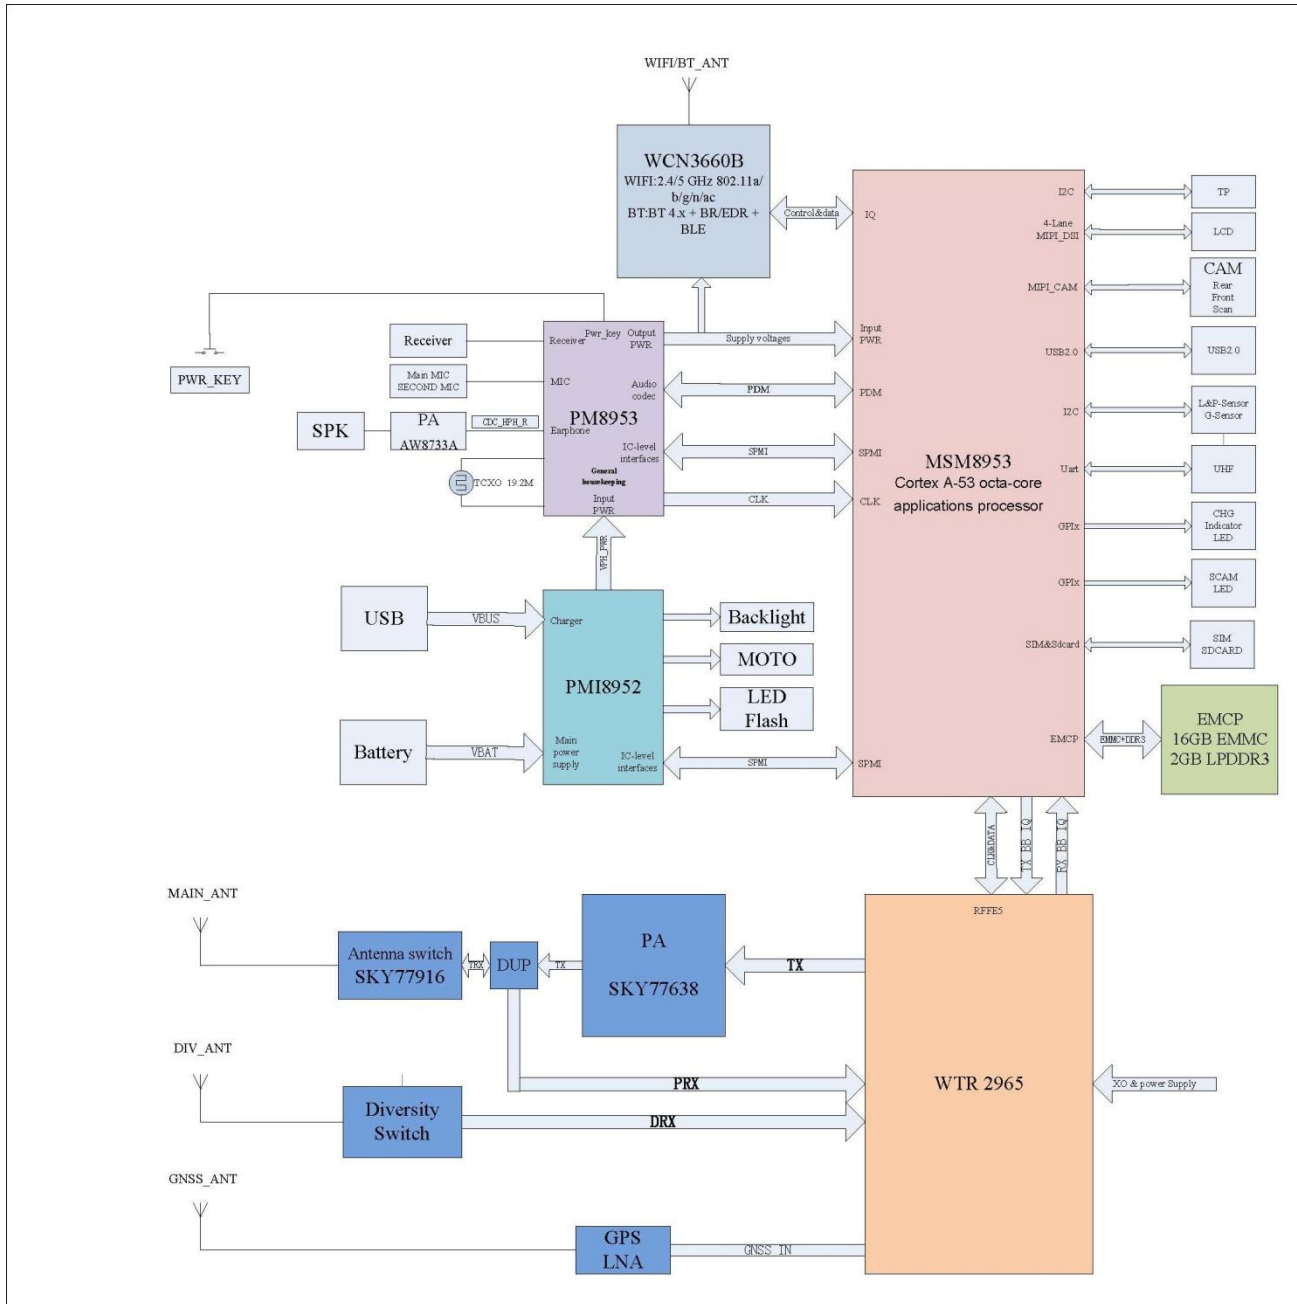 WIFI/BT_ANT
WCN3660B
WIFI:2.4/5 GHz 802.11a/
b/g/n/ac
BT:BT 4.x + BR/EDR +
BLE
Control&data
IQ
MSM8953
Cortex A-53 octa-core
applications processor
I2C
TP
4-Lane
MIPI_DSI
LCD
MIPI_CAM
CAM
Rear
Front
Scan
USB2.0
USB2.0
I2C
L&P-Sensor
G-Sensor
Uart
UHF
GPIx
CHG
Indicator
LED
GPIx
SCAM
LED
SIM&Sdcard
SIM
SDCARD
EMCP
EMMC+DDR3
EMCP
16GB EMMC
2GB LPDDR3
Input
PWR
PDM
SPMI
CLK
SPMI
Supply voltages
PDM
SPMI
CLK
PWR_KEY
Receiver
Main MIC
SECOND MIC
SPK
PA
AW8733A
CDC_HPH_R
TCXO 19.2M
Pwr_key
Output
PWR
Receiver
MIC
Audio
codec
PM8953
Earphone
IC-level
interfaces
General
housekeeping
Input
PWR
VPH_PWR
USB
VBUS
Charger
PMI8952
Battery
VBAT
Main
power
supply
IC-level
interfaces
Backlight
MOTO
LED
Flash
SPMI
CLK&DATA
TX_BB_IQ
RX_BB_IQ
RFFE5
WTR 2965
XO & power Supply
MAIN_ANT
Antenna switch
SKY77916
TRX
DUP
TX
PA
SKY77638
TX
PRX
DIV_ANT
Diversity
Switch
DRX
GNSS_ANT
GPS
LNA
GNSS_IN